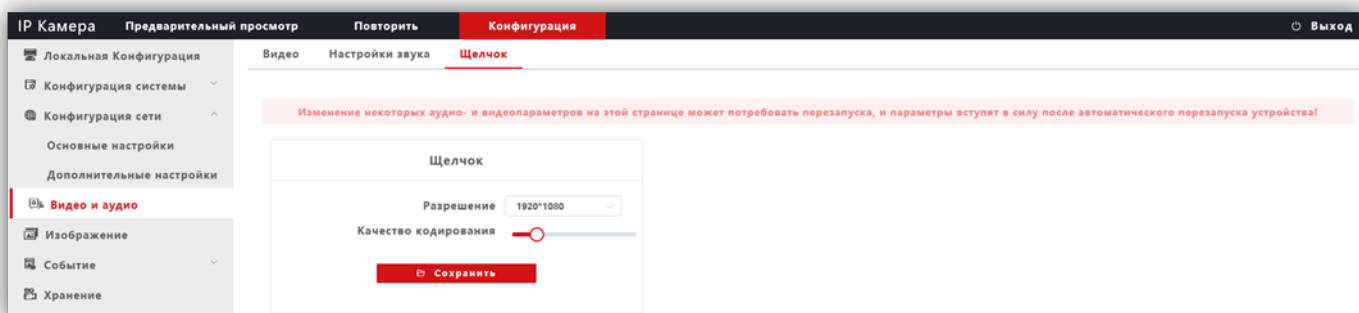 IP Камера Предварительный просмотр Повторить Конфигурация Выход
Локальная Конфигурация
Конфигурация системы
Конфигурация сети
Основные настройки
Дополнительные настройки
Видео и аудио
Изображение
Событие
Хранение
Видео Настройки звука Щелчок
Изменение некоторых аудио- и видеопараметров на этой странице может потребовать перезапуска, и параметры вступят в силу после автоматического перезапуска устройства!
Щелчок
Разрешение 1920*1080
Качество кодирования
Сохранить